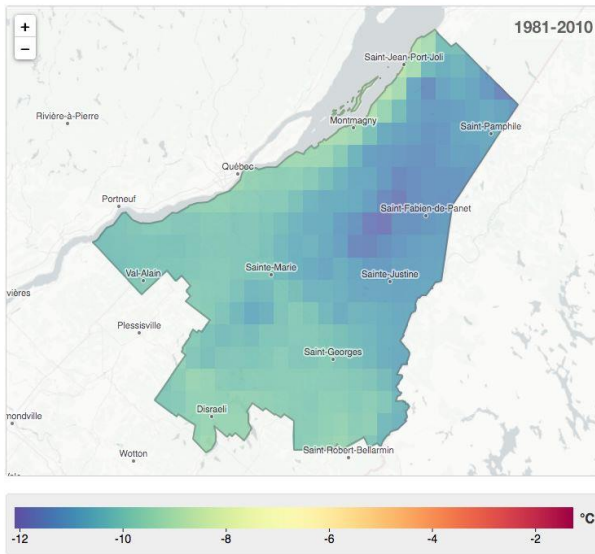 +
−
1981-2010
Saint-Jean-Port-Joli
Rivière-à-Pierre
Montmagny
Saint-Pamphile
Québec
Portneuf
Saint-Fabien-de-Panet
Val-Alain
Sainte-Marie
Sainte-Justine
vières
Plessisville
Saint-Georges
Disraeli
mondville
Wotton
Saint-Robert-Bellarmin
°C
-12 -10 -8 -6 -4 -2